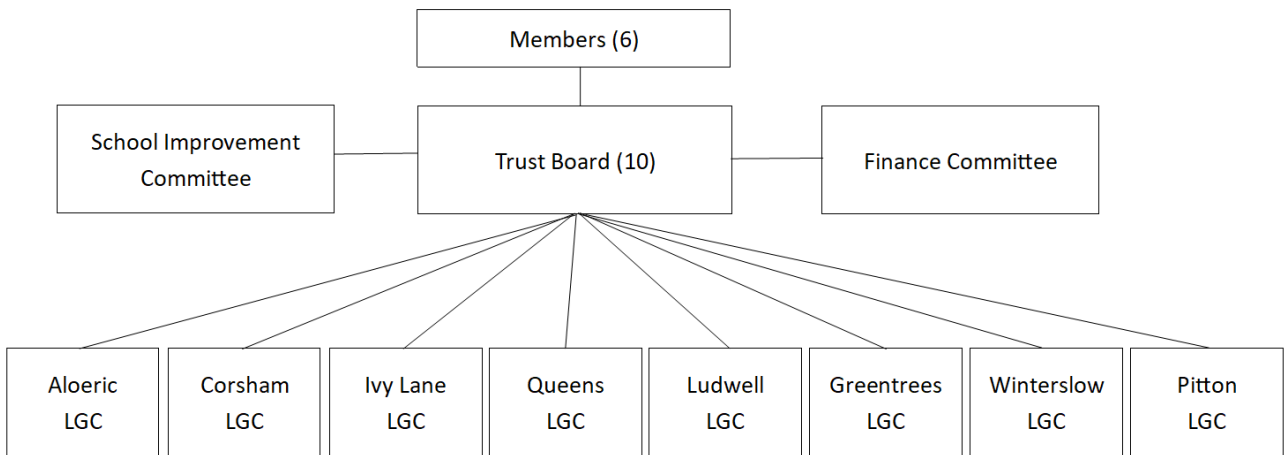 Members (6)
School Improvement
Committee
Trust Board (10)
Finance Committee
Aloeric
LGC
Corsham
LGC
Ivy Lane
LGC
Queens
LGC
Ludwell
LGC
Greentrees
LGC
Winterslow
LGC
Pitton
LGC